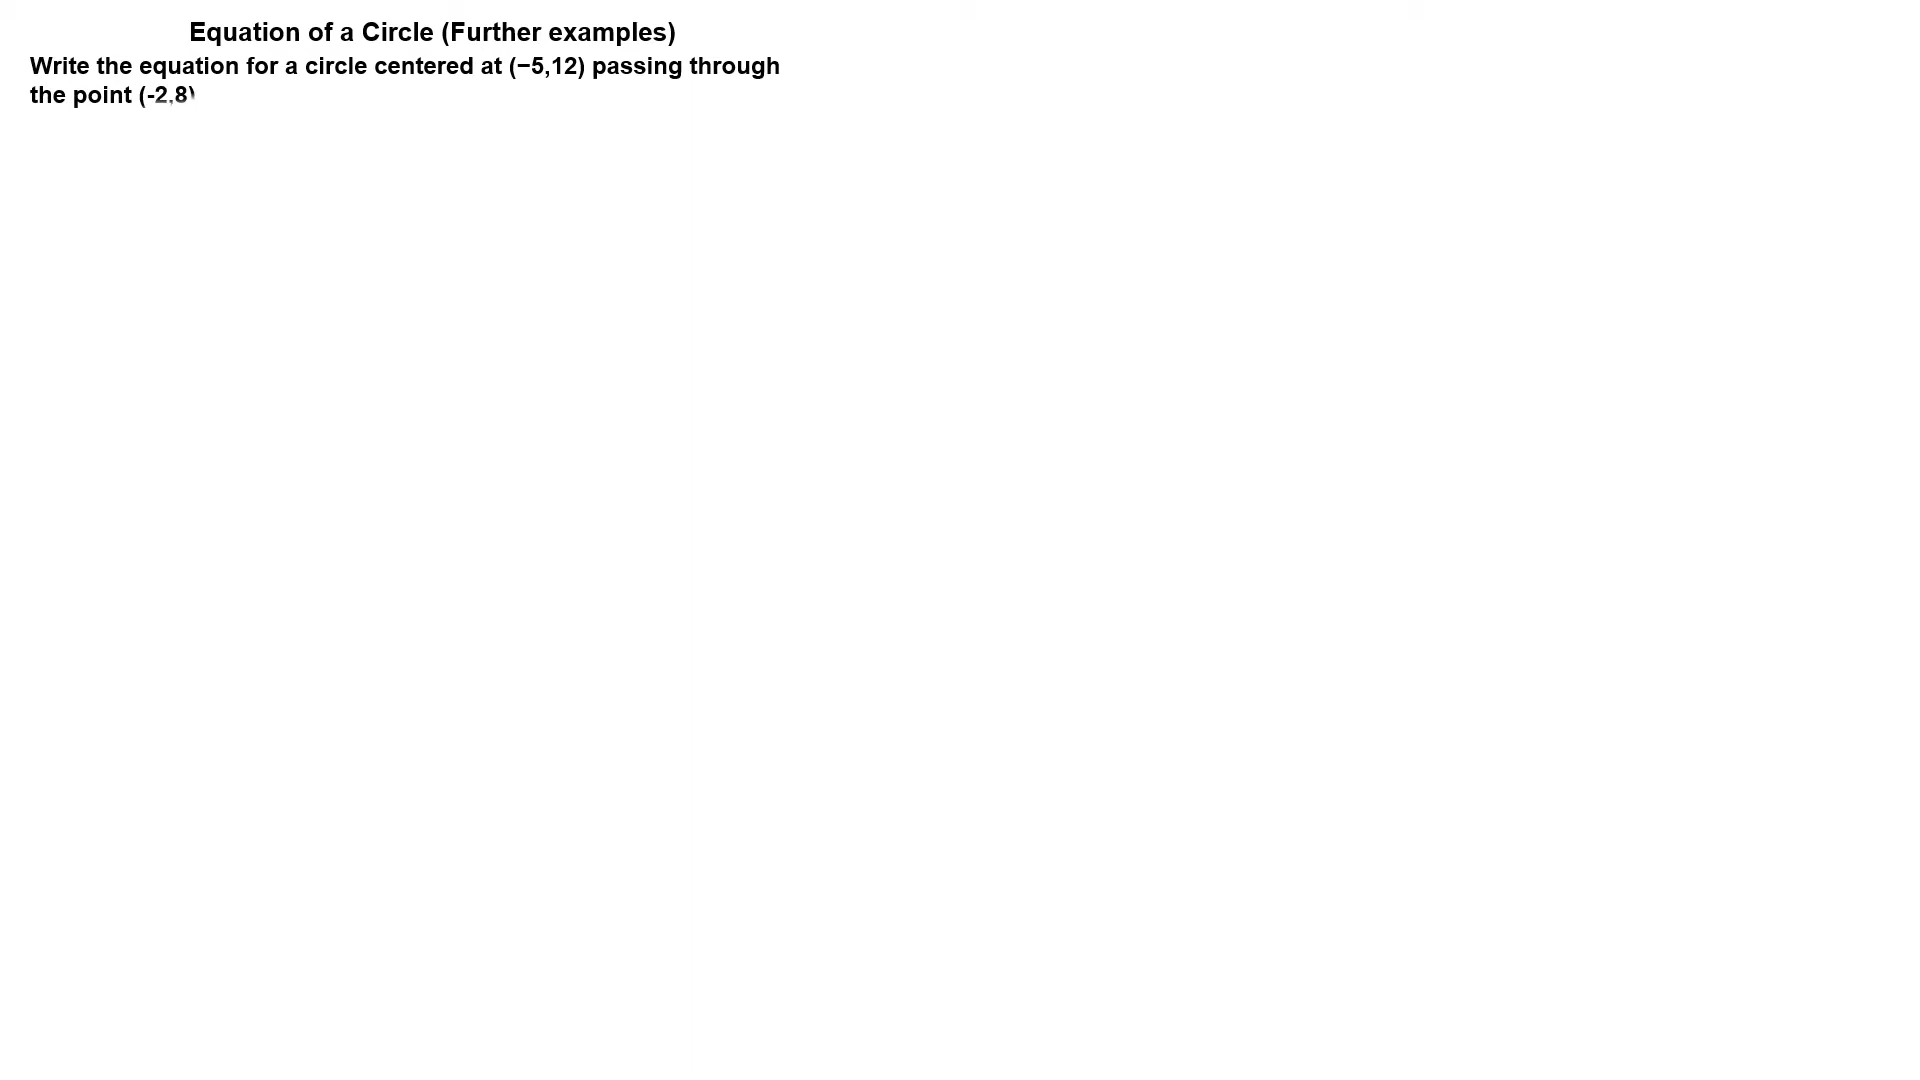 Equation of a Circle (Further examples)
Write the equation for a circle centered at (−5,12) passing through
the point (-2,8)